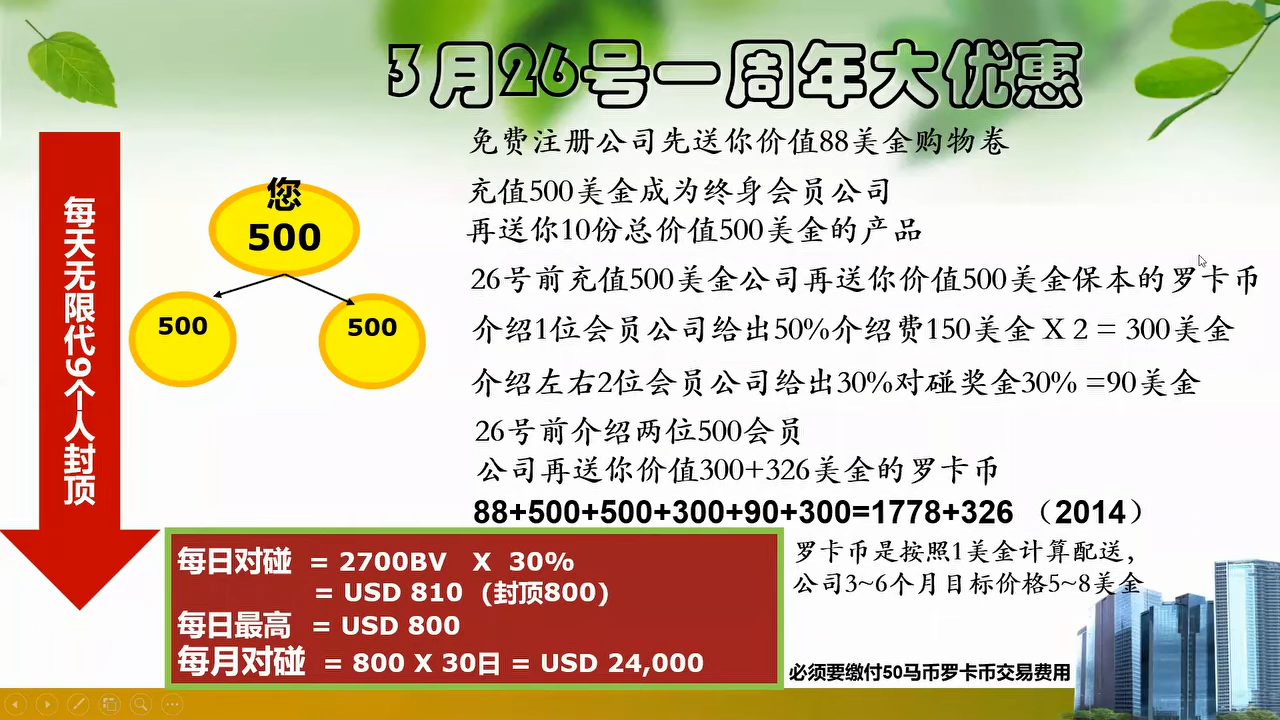 3月26号一周年大优惠
免费注册公司先送你价值88美金购物卷
充值500美金成为终身会员公司
再送你10份总价值500美金的产品
26号前充值500美金公司再送你价值500美金保本的罗卡币
介绍1位会员公司给出50%介绍费150美金 X 2 = 300美金
介绍左右2位会员公司给出30%对碰奖金30% =90美金
26号前介绍两位500会员
公司再送你价值300+326美金的罗卡币
88+500+500+300+90+300=1778+326 （2014）
罗卡币是按照1美金计算配送，
公司3~6个月目标价格5~8美金
必须要缴付50马币罗卡币交易费用
每天无限代9个人封顶
您
500
500
500
每日对碰 = 2700BV X 30%
= USD 810 (封顶800)
每日最高 = USD 800
每月对碰 = 800 X 30日 = USD 24,000